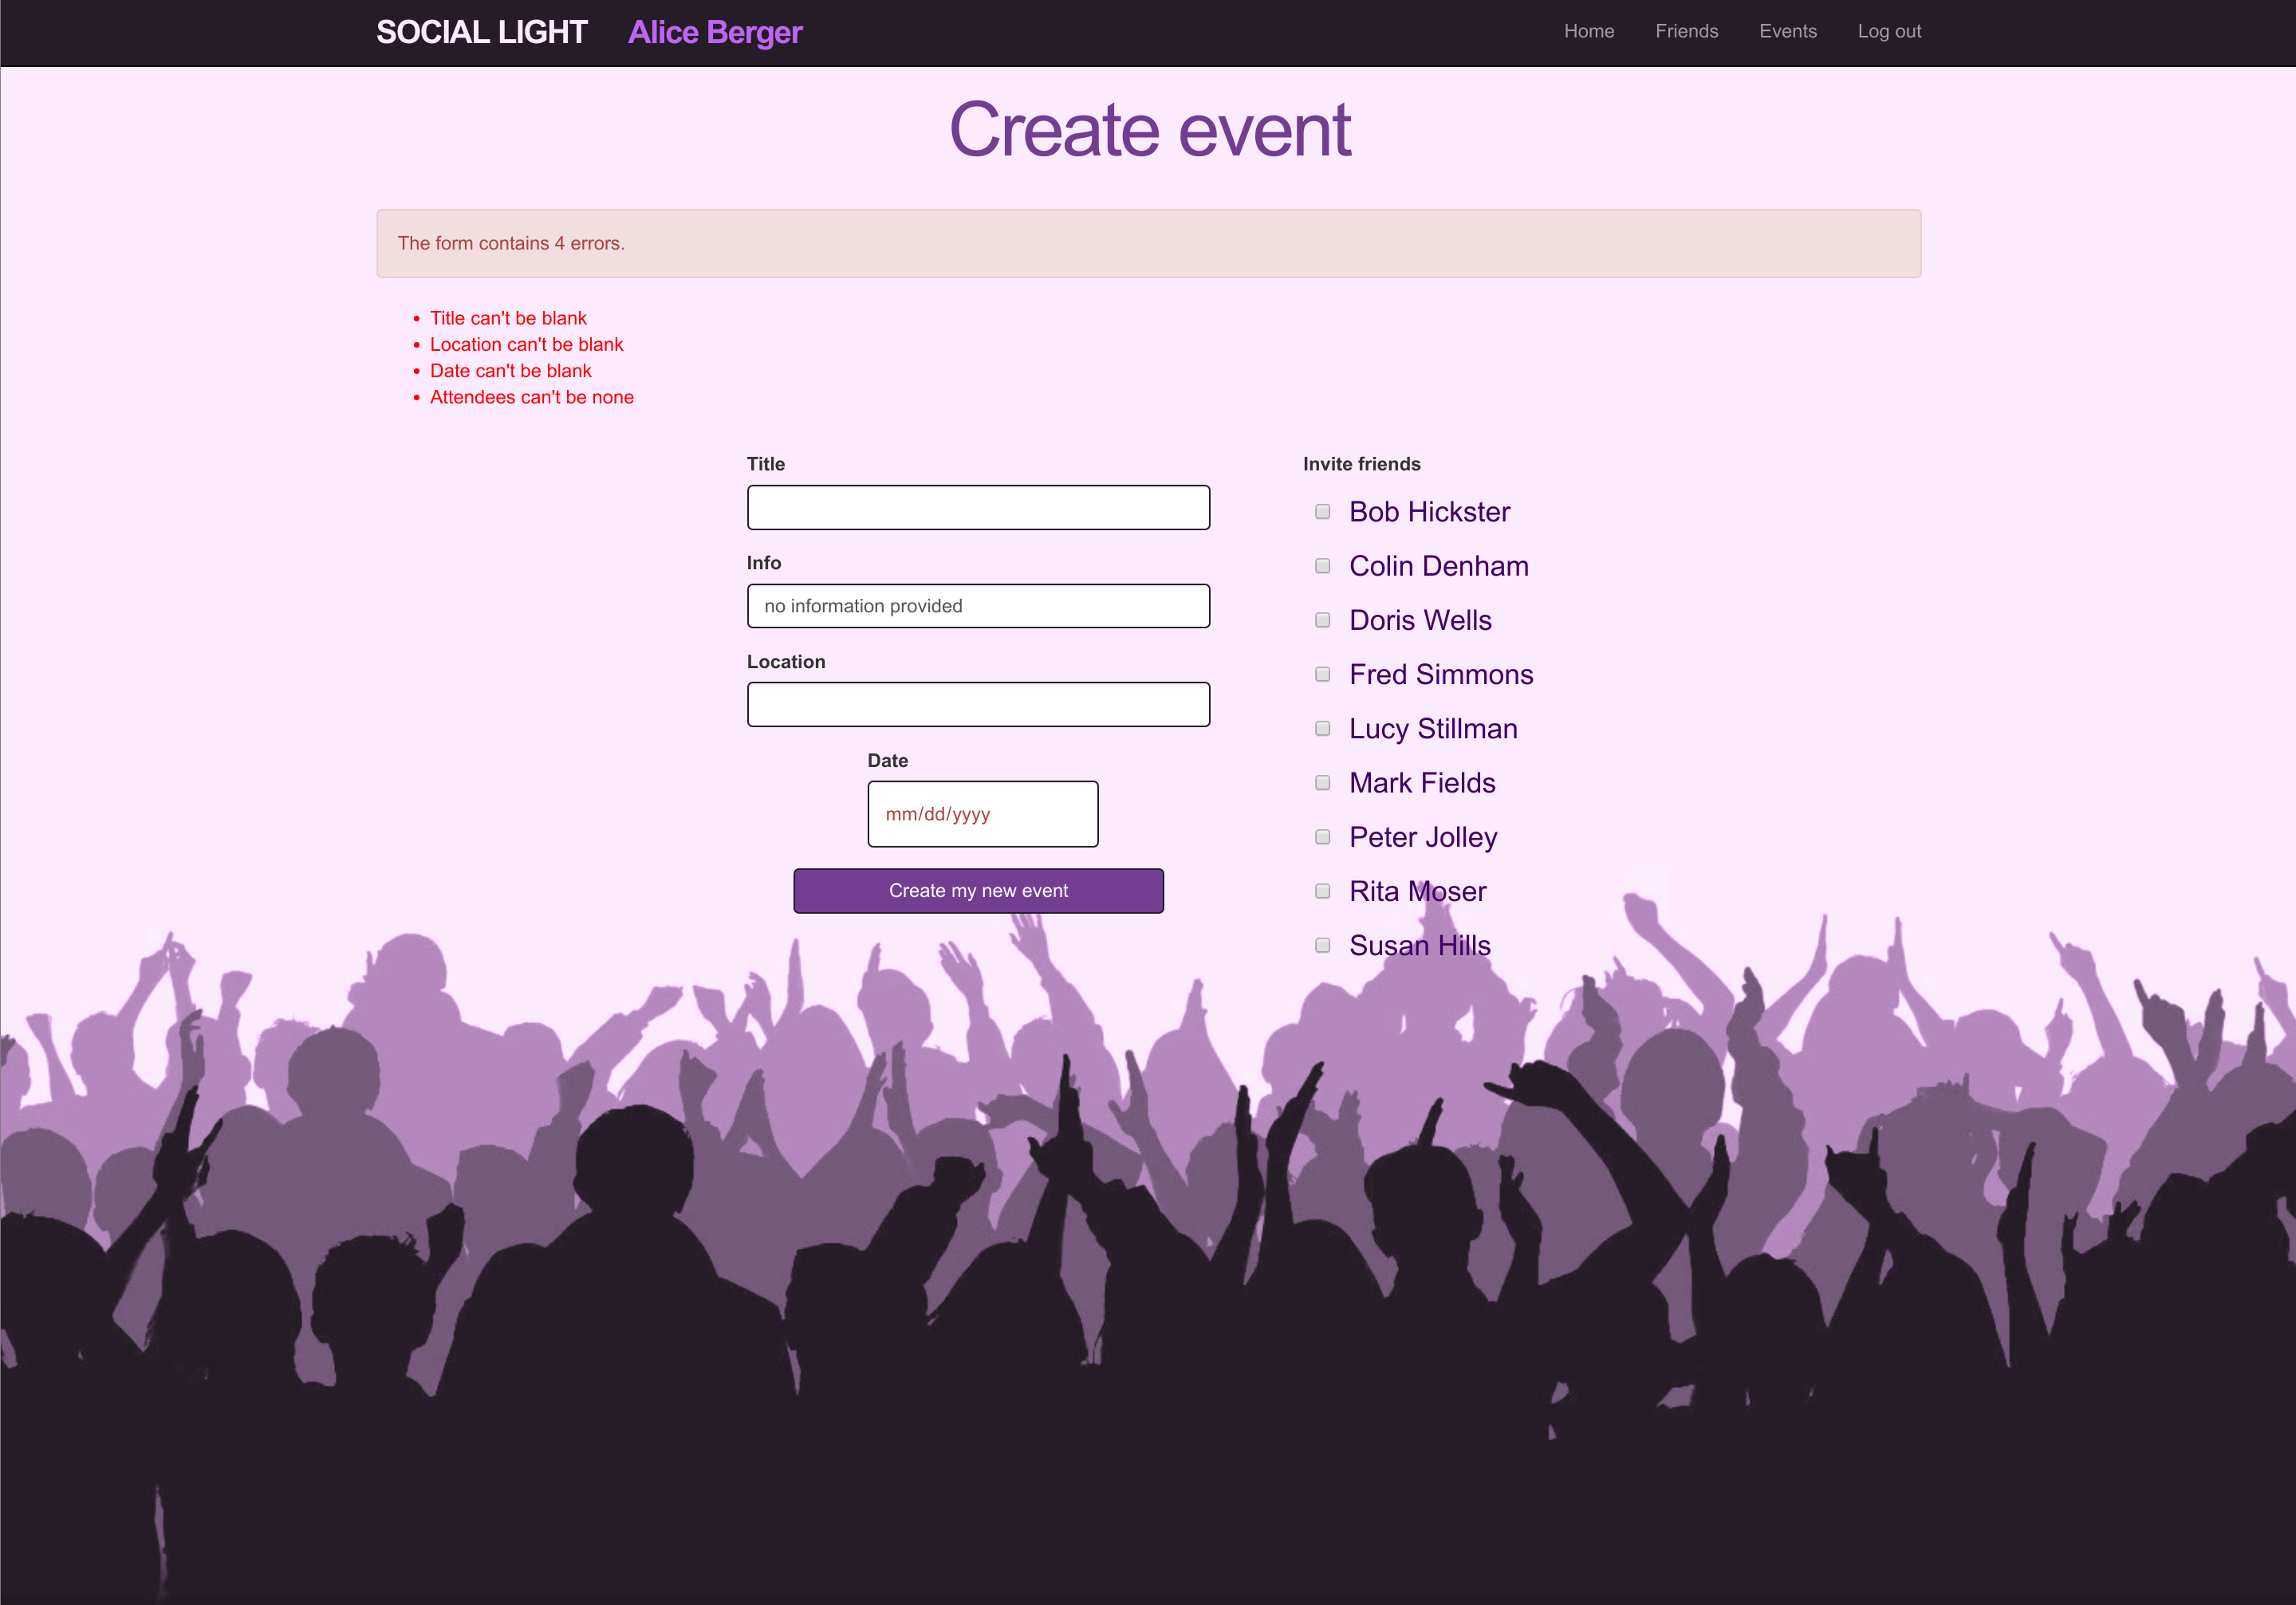 SOCIAL LIGHT Alice Berger Home Friends Events Log out
Create event
The form contains 4 errors.
Title can't be blank
Location can't be blank
Date can't be blank
Attendees can't be none
Title
Info
no information provided
Location
Date
mm/dd/yyyy
Create my new event
Invite friends
Bob Hickster
Colin Denham
Doris Wells
Fred Simmons
Lucy Stillman
Mark Fields
Peter Jolley
Rita Moser
Susan Hills